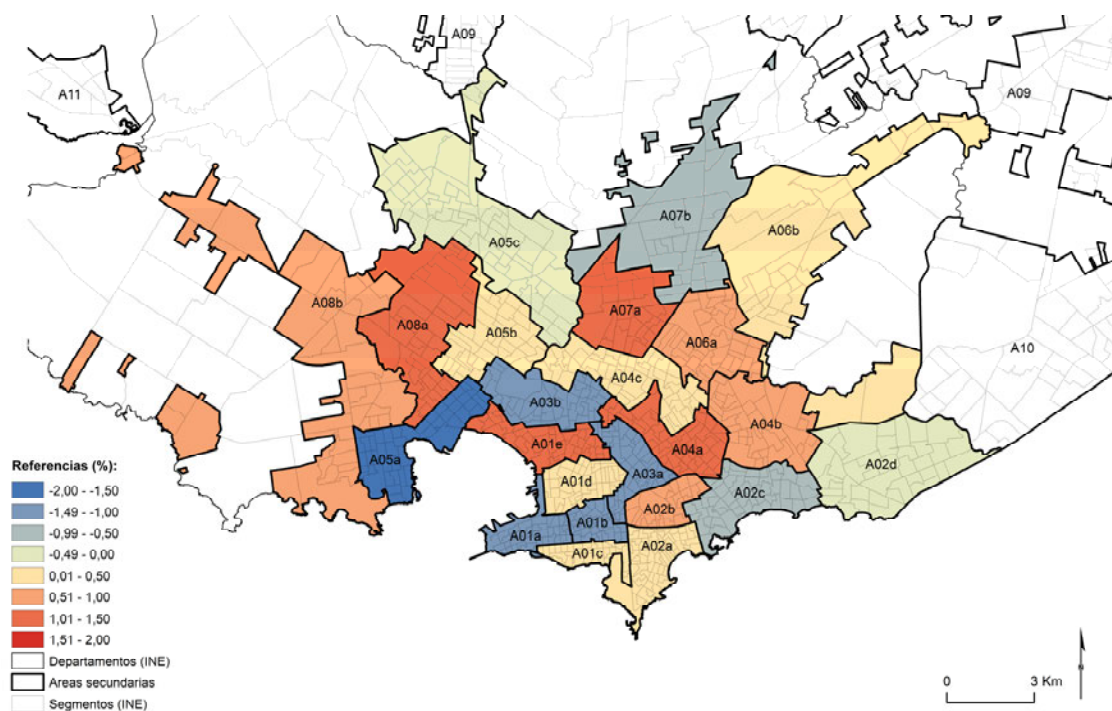 A09
A11
A09
A07b
A06b
A05c
A08b
A07a
A08a
A05b
A06a
A10
A04c
A03b
A04b
A01e
A04a
A05a
A03a
A02d
A01d
A02c
A02b
A01b
A01a
A02a
A01c
Referencias (%):
-2,00 - -1,50
-1,49 - -1,00
-0,99 - -0,50
-0,49 - 0,00
0,01 - 0,50
0,51 - 1,00
1,01 - 1,50
1,51 - 2,00
Departamentos (INE)
Areas secundarias
Segmentos (INE)
0 3 Km